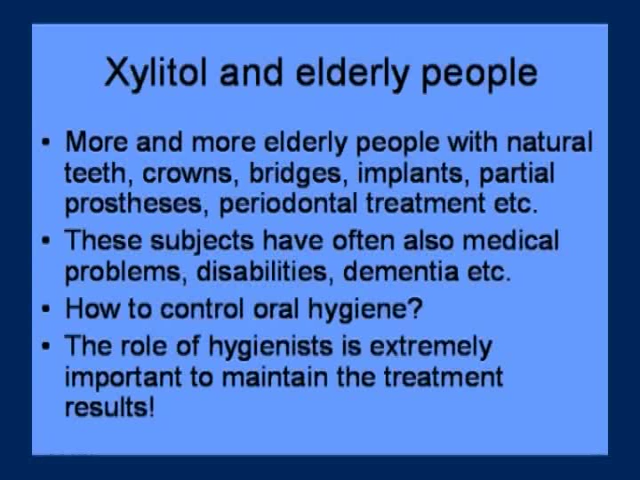 Xylitol and elderly people
• More and more elderly people with natural
teeth, crowns, bridges, implants, partial
prostheses, periodontal treatment etc.
• These subjects have often also medical
problems, disabilities, dementia etc.
• How to control oral hygiene?
• The role of hygienists is extremely
important to maintain the treatment
results!